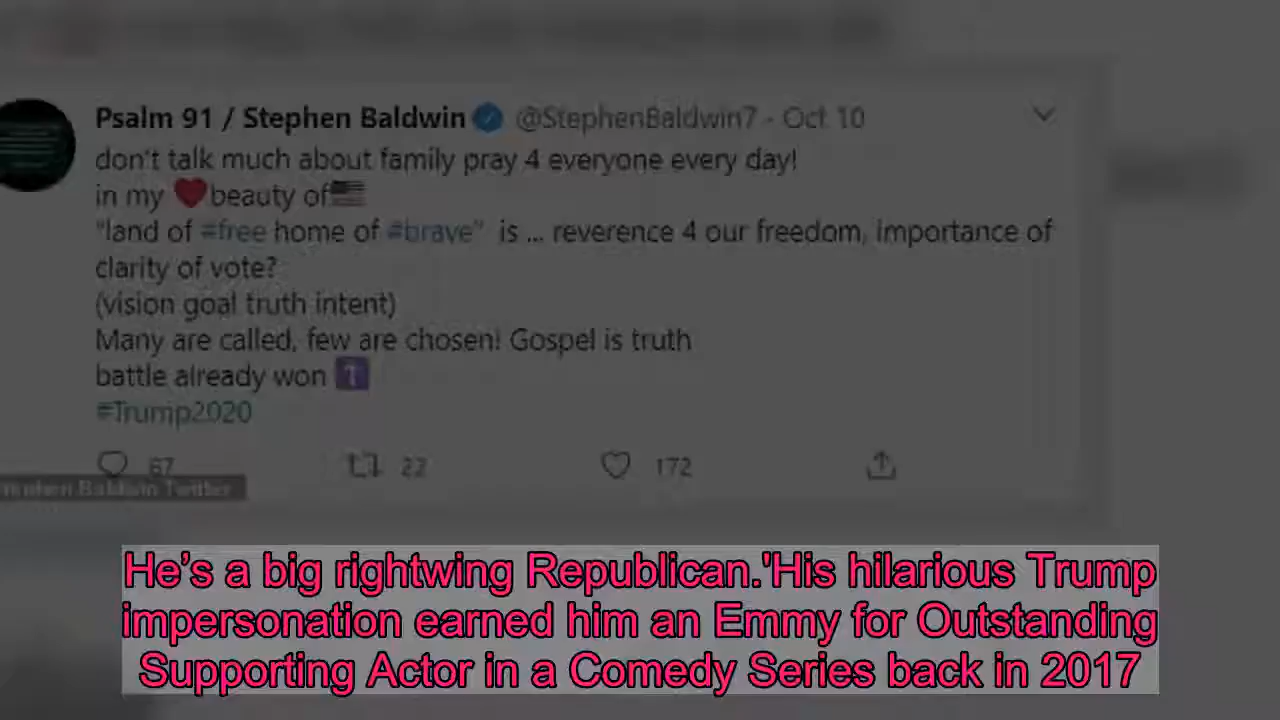 Psalm 91 / Stephen Baldwin @StephenBaldwin7 - Oct 10
don't talk much about family pray 4 everyone every day!
in my ❤️beauty of🇺🇸
"land of #free home of #brave" is ... reverence 4 our freedom, importance of
clarity of vote?
(vision goal truth intent)
Many are called, few are chosen! Gospel is truth
battle already won ✝️
#Trump2020
67 22 172
Stephen Baldwin Twitter
He's a big rightwing Republican.'His hilarious Trump
impersonation earned him an Emmy for Outstanding
Supporting Actor in a Comedy Series back in 2017